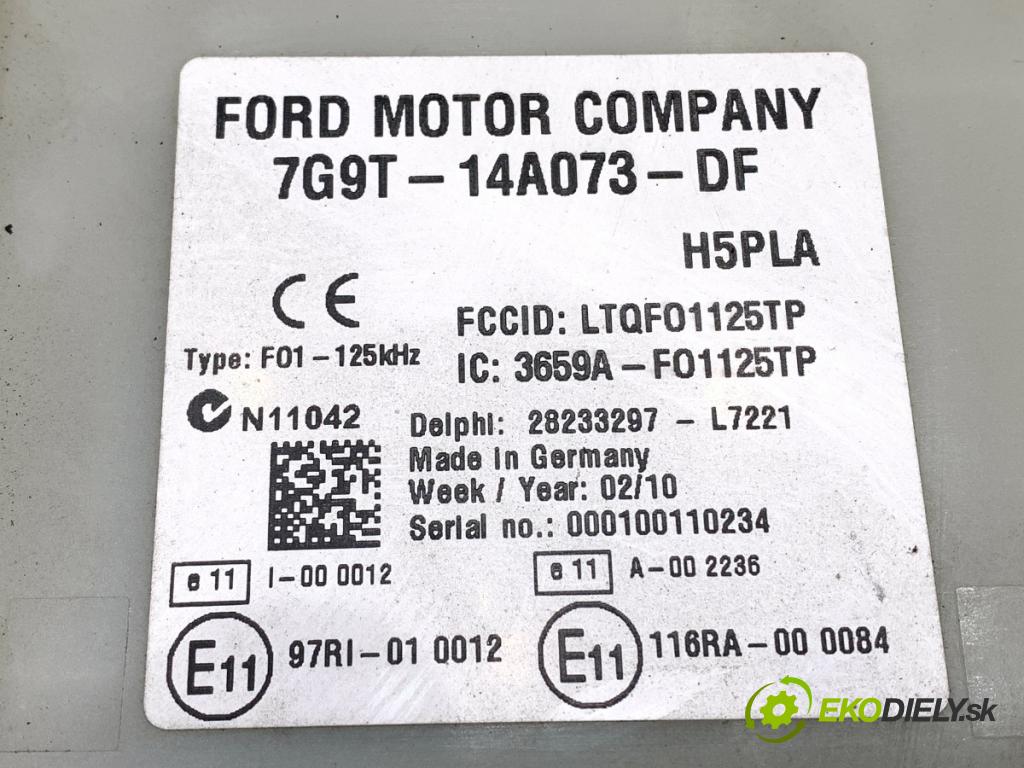 FORD MOTOR COMPANY
7G9T-14A073-DF
H5PLA
CE
FCCID: LTQFO1125TP
Type: FO1-125kHz
IC: 3659A-FO1125TP
N11042
Delphi: 28233297-L7221
Made in Germany
Week / Year: 02/10
Serial no.: 000100110234
e 11 I-00 0012
e 11 A-00 2236
E11 97RI-01 0012
E11 116RA-00 0084
EKODIELY.sk